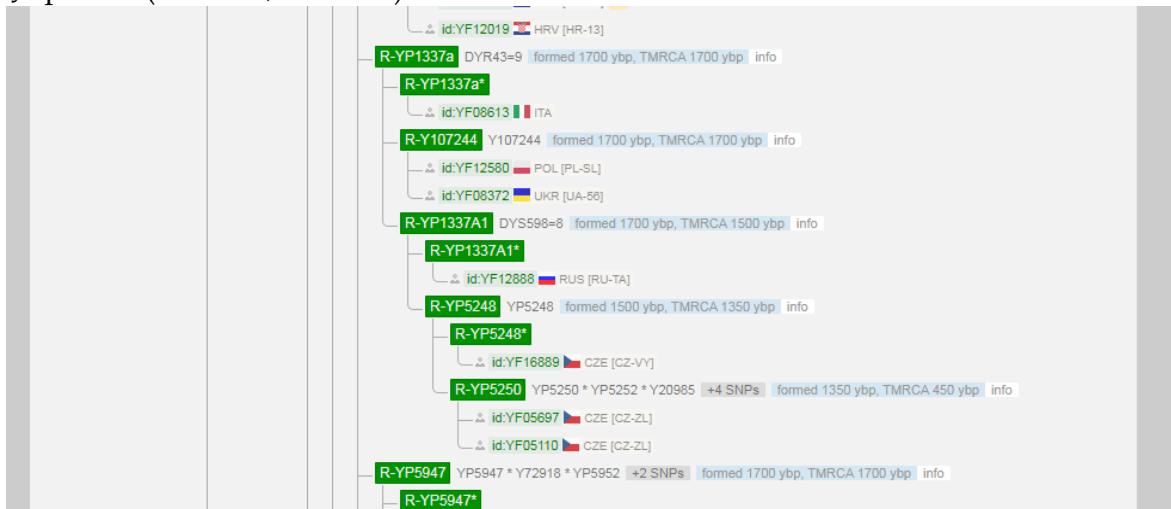 id:YF12019 HRV [HR-13]
R-YP1337a DYR43=9 formed 1700 ybp, TMRCA 1700 ybp info
R-YP1337a*
id:YF08613 ITA
R-Y107244 Y107244 formed 1700 ybp, TMRCA 1700 ybp info
id:YF12580 POL [PL-SL]
id:YF08372 UKR [UA-56]
R-YP1337A1 DYS598=8 formed 1700 ybp, TMRCA 1500 ybp info
R-YP1337A1*
id:YF12888 RUS [RU-TA]
R-YP5248 YP5248 formed 1500 ybp, TMRCA 1350 ybp info
R-YP5248*
id:YF16889 CZE [CZ-VY]
R-YP5250 YP5250 * YP5252 * Y20985 +4 SNPs formed 1350 ybp, TMRCA 450 ybp info
id:YF05697 CZE [CZ-ZL]
id:YF05110 CZE [CZ-ZL]
R-YP5947 YP5947 * Y72918 * YP5952 +2 SNPs formed 1700 ybp, TMRCA 1700 ybp info
R-YP5947*